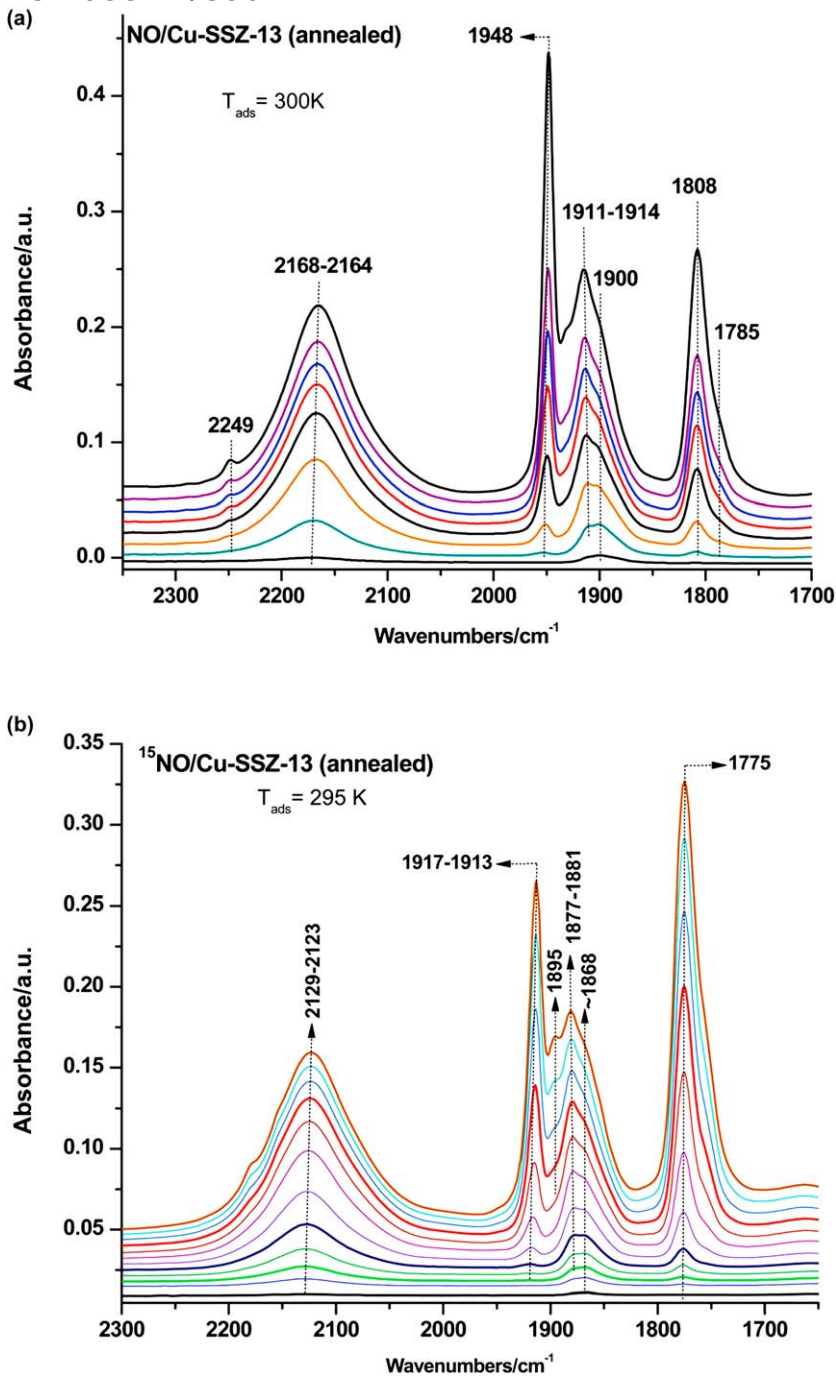 (a)
NO/Cu-SSZ-13 (annealed)
T_ads = 300K
1948
1911-1914
1900
1808
1785
2168-2164
2249
0.4
0.3
0.2
0.1
0.0
Absorbance/a.u.
2300 2200 2100 2000 1900 1800 1700
Wavenumbers/cm⁻¹
(b)
¹⁵NO/Cu-SSZ-13 (annealed)
T_ads = 295 K
1775
1917-1913
1877-1881
1895
~1868
2129-2123
0.35
0.30
0.25
0.20
0.15
0.10
0.05
Absorbance/a.u.
2300 2200 2100 2000 1900 1800 1700
Wavenumbers/cm⁻¹